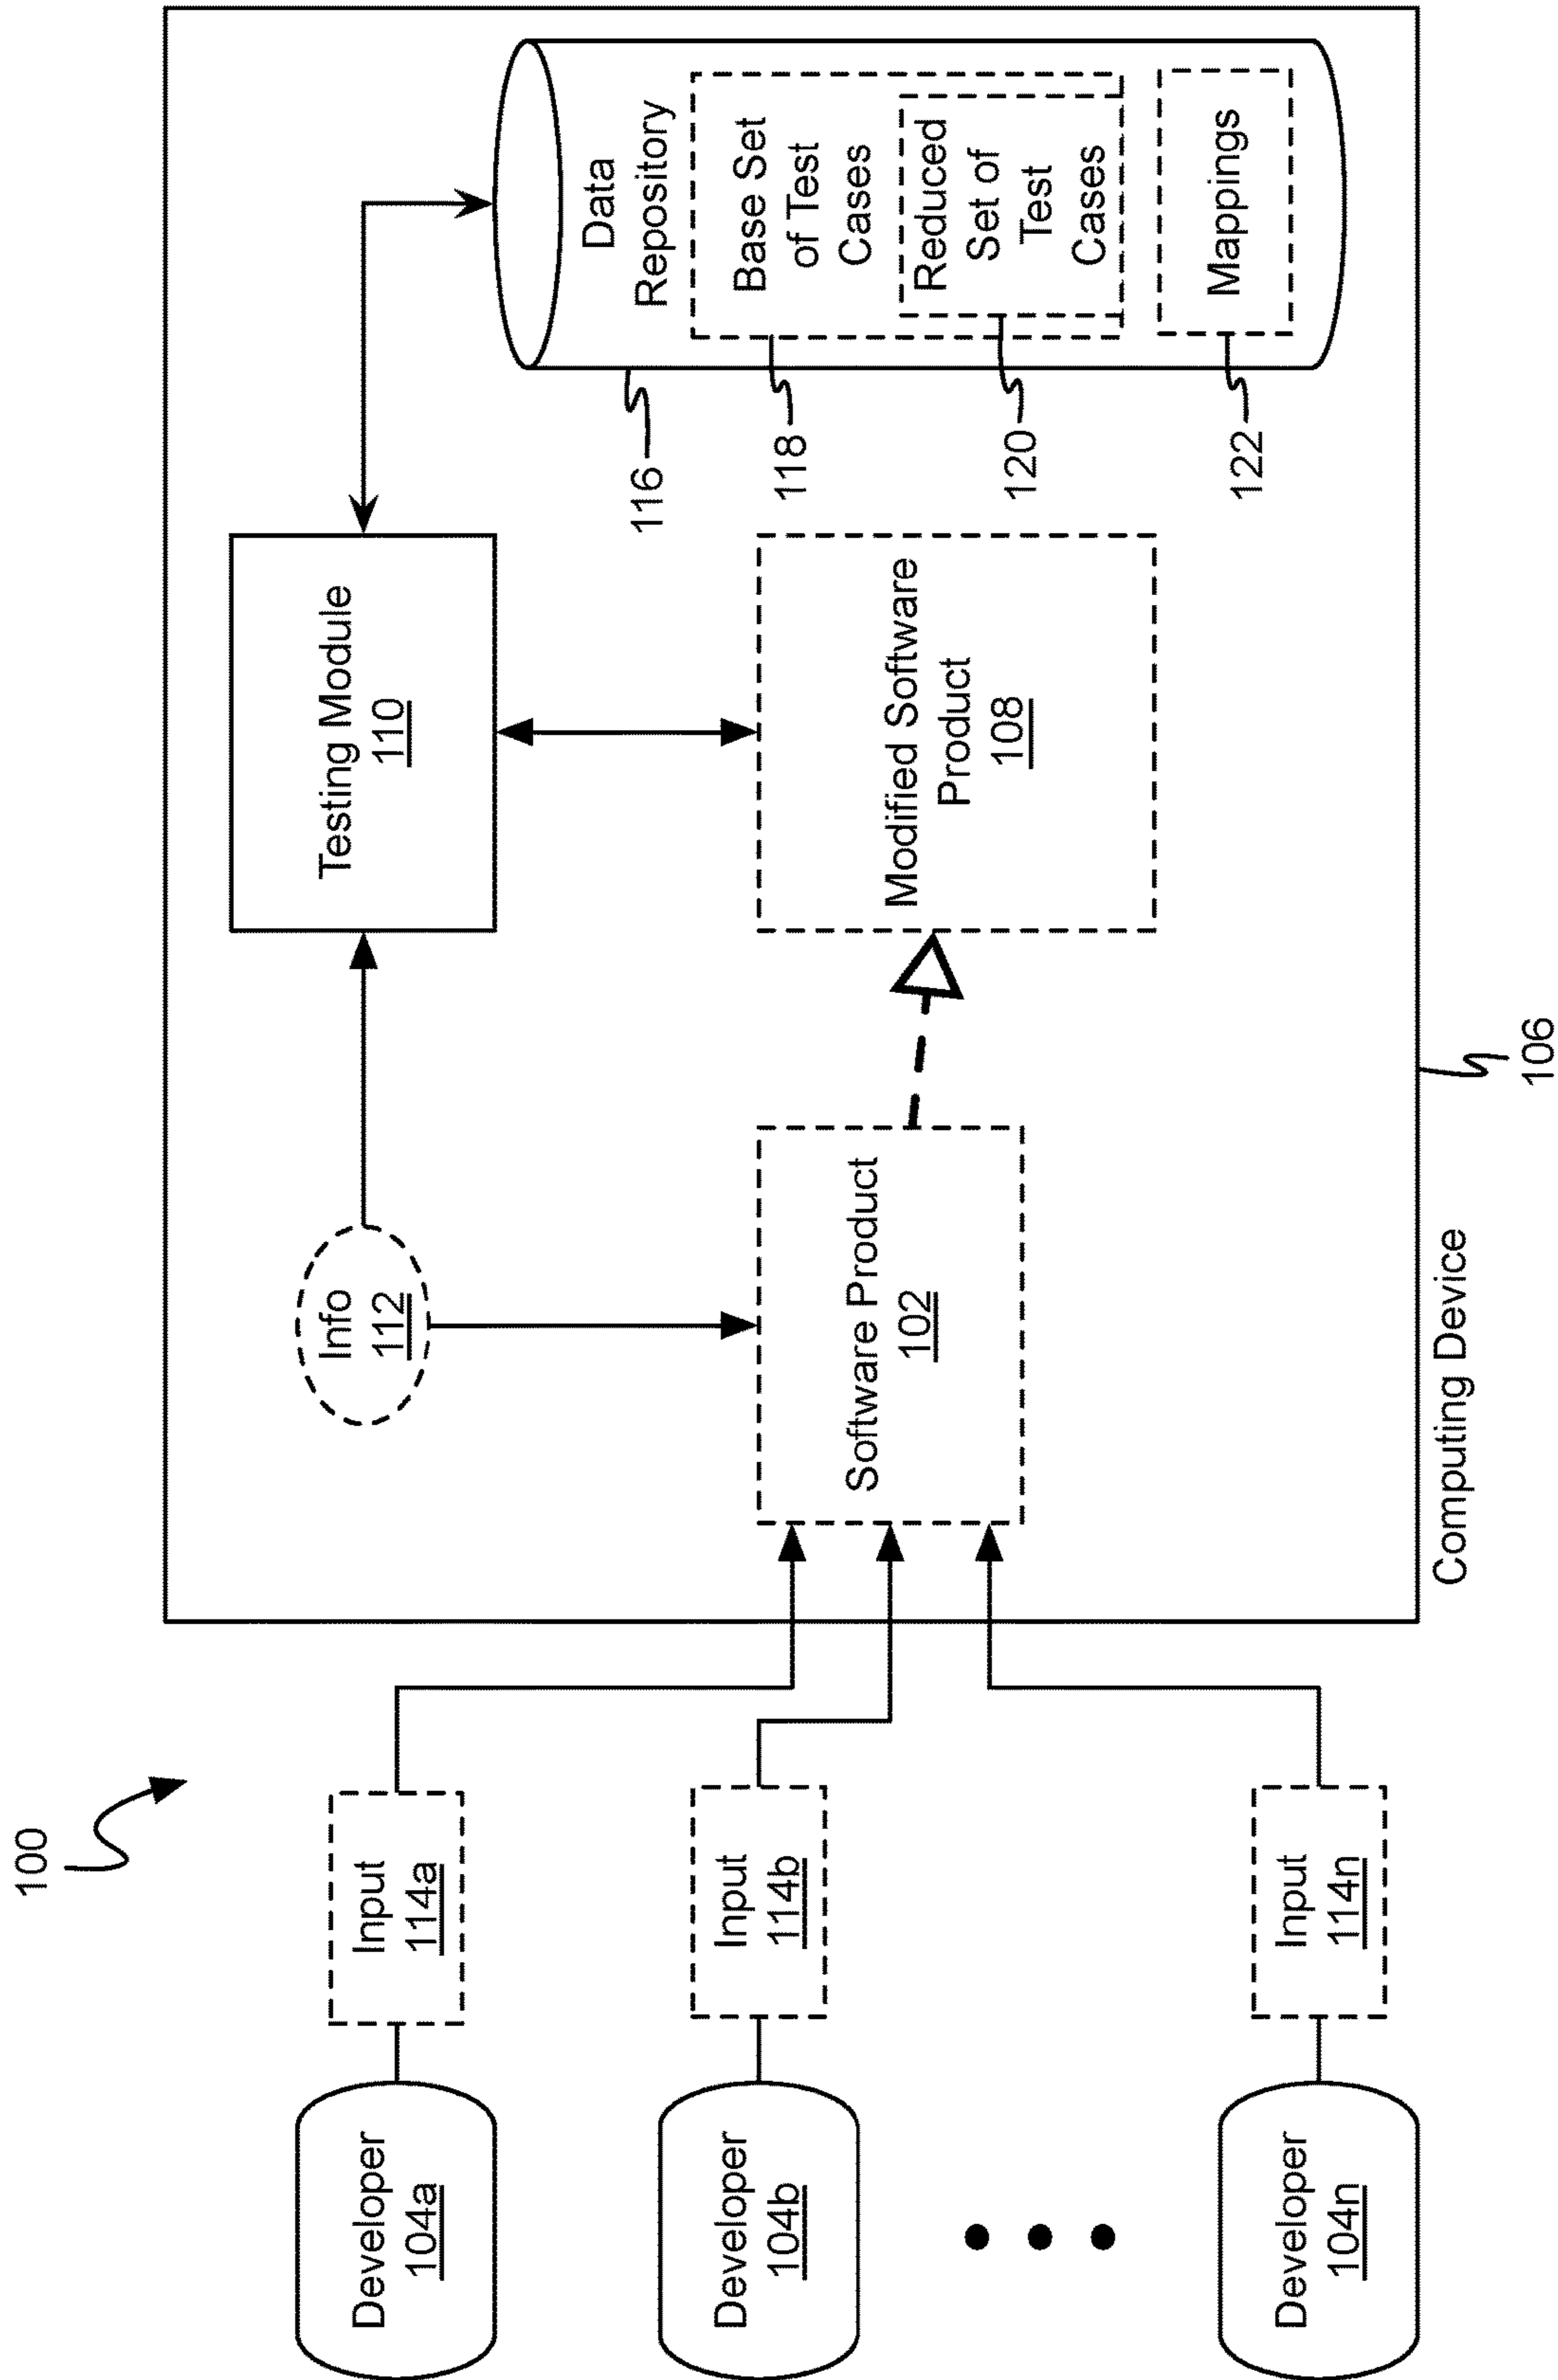 100
Developer
104a
Input
114a
Developer
104b
Input
114b
Developer
104n
Input
114n
Info
112
Testing Module
110
Software Product
102
Modified Software
Product
108
Data
Repository
Base Set
of Test
Cases
Reduced
Set of
Test
Cases
Mappings
116
118
120
122
Computing Device
106